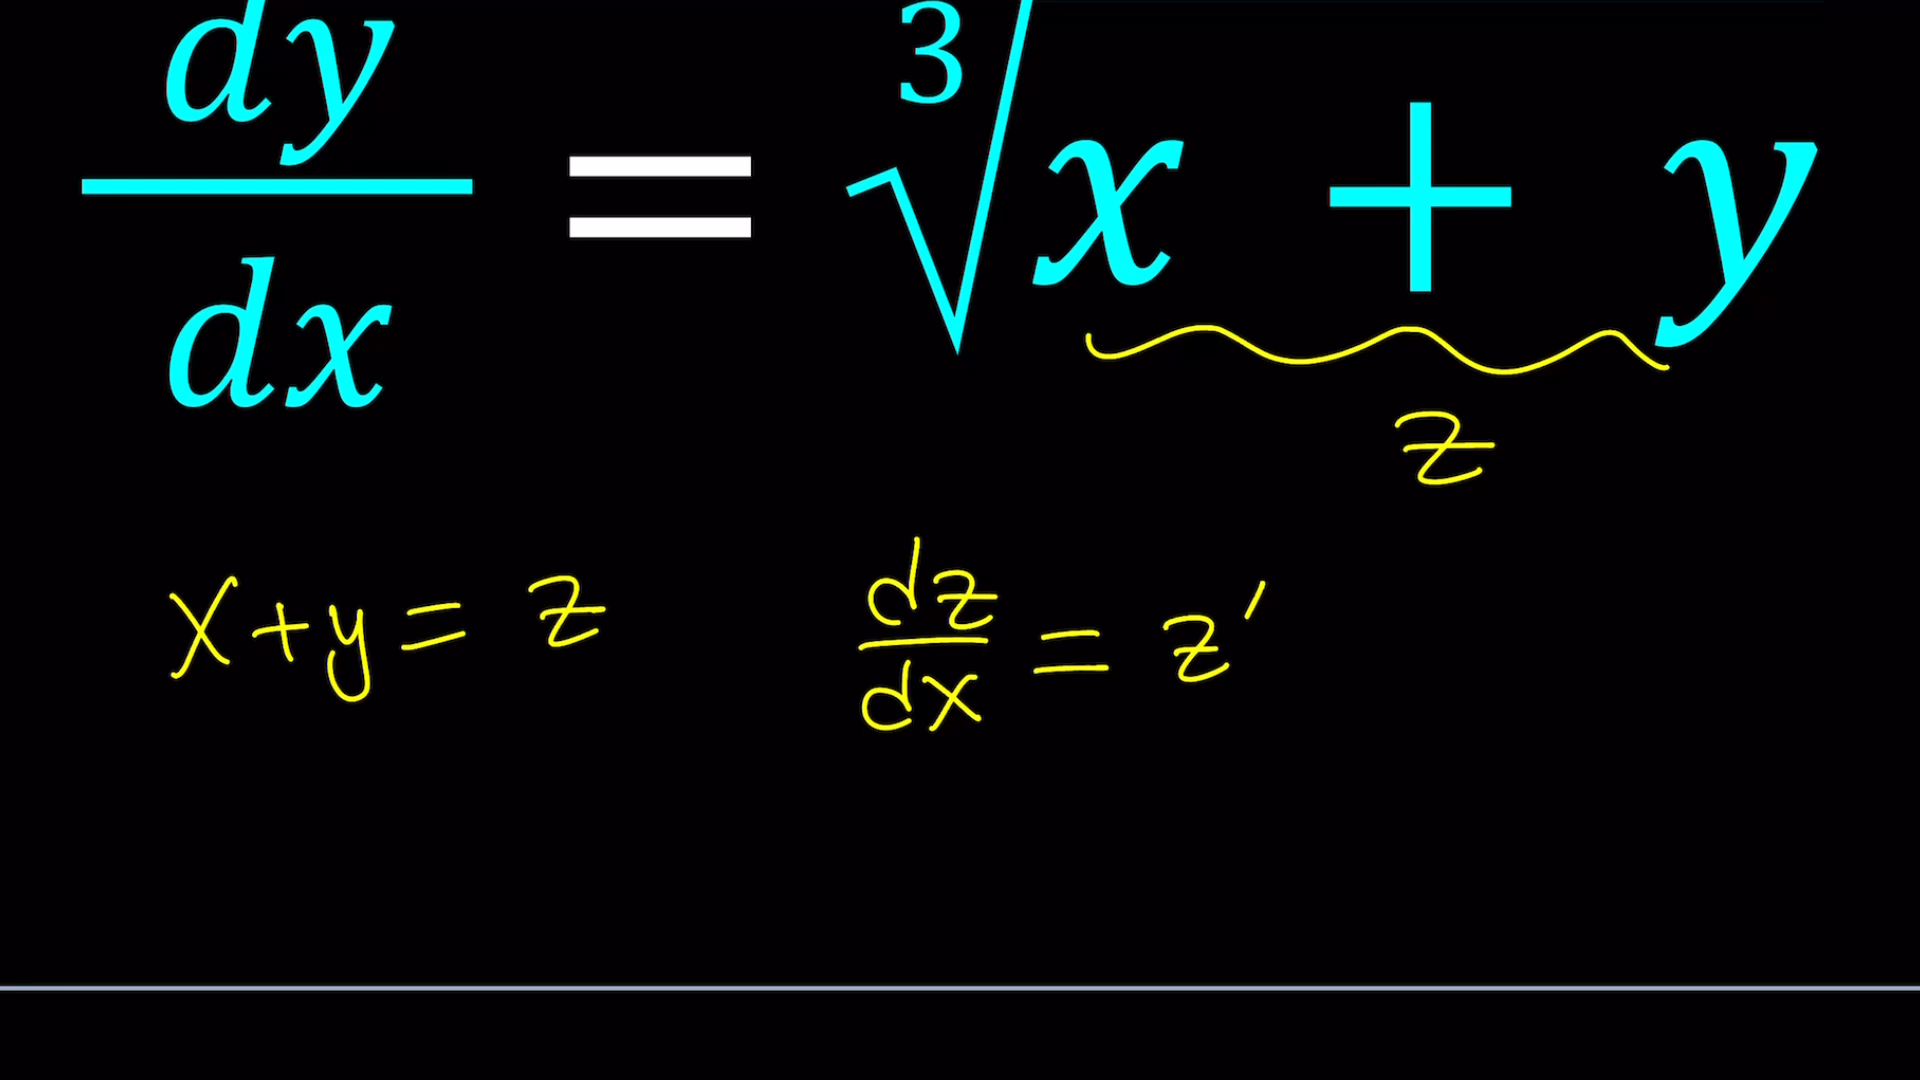 dy/dx = ∛x + y
z
x+y = z   dz/dx = z'